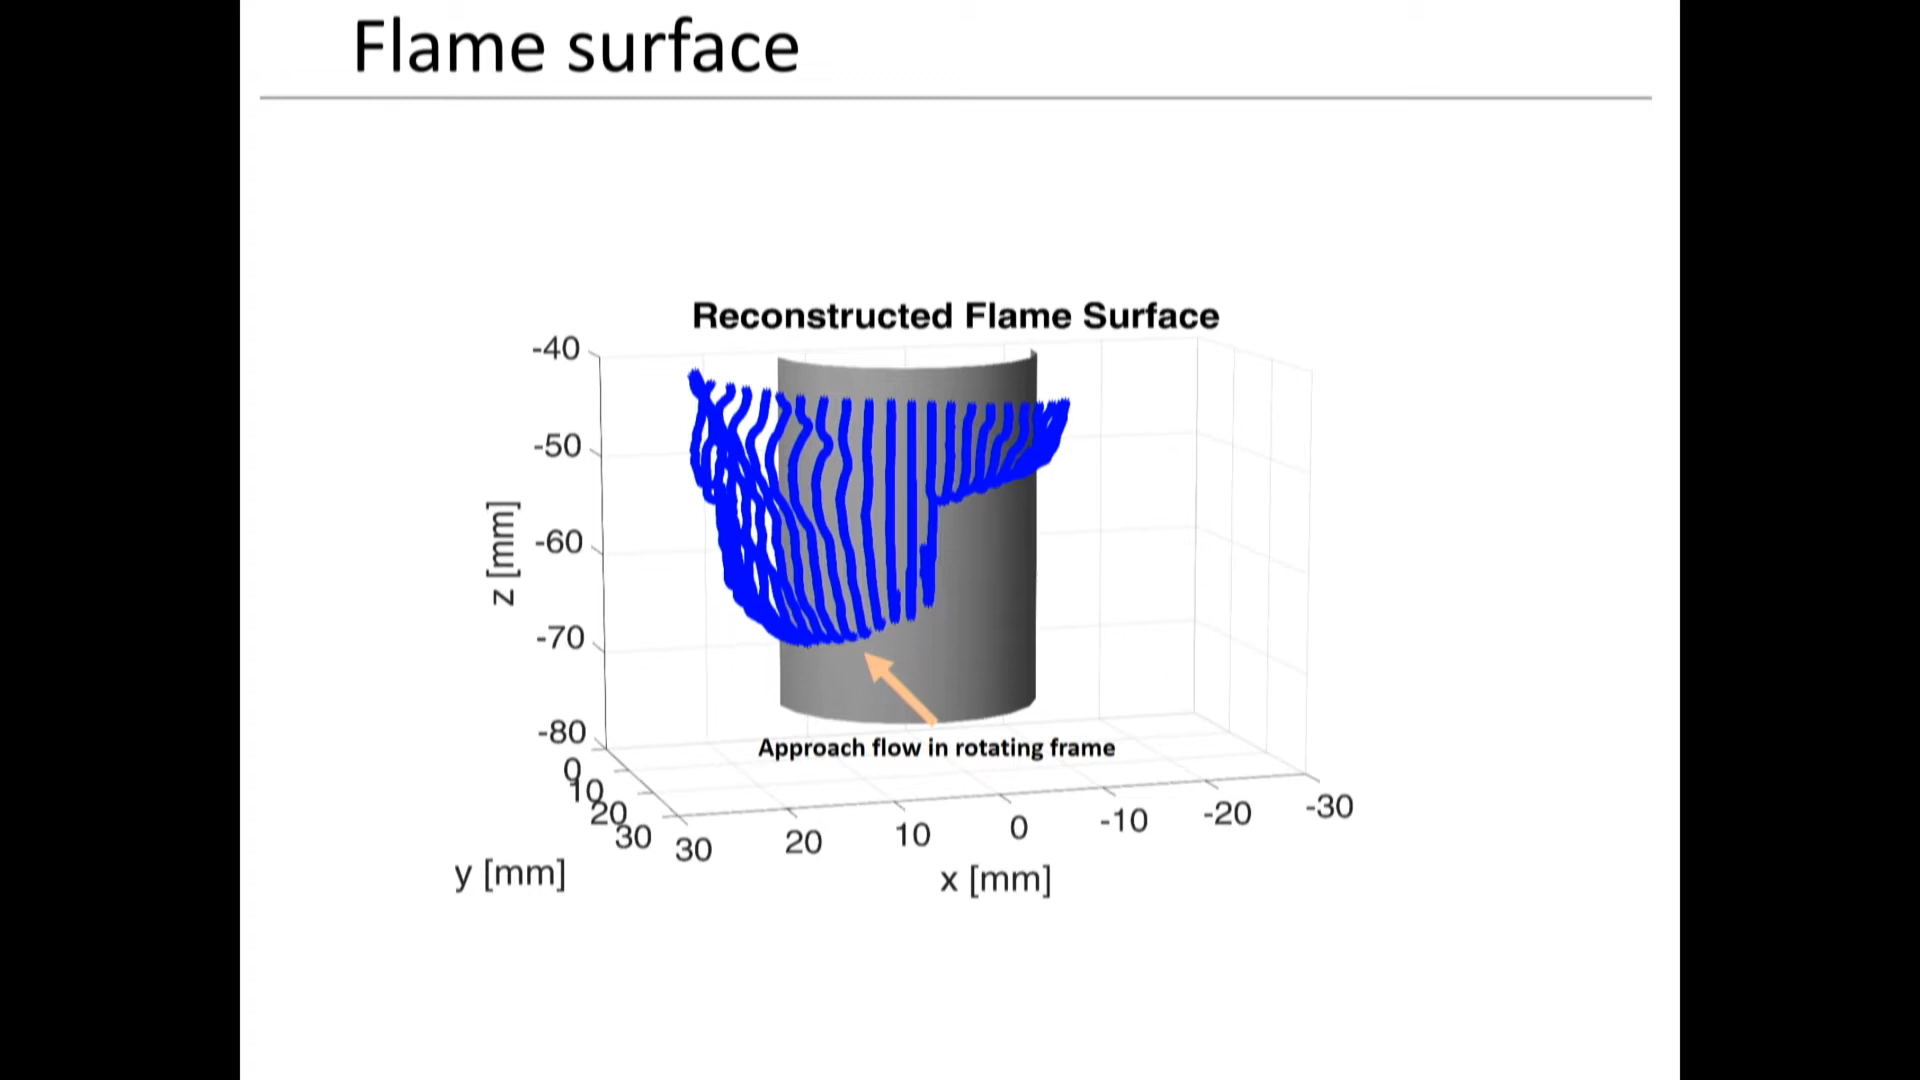 Flame surface
Reconstructed Flame Surface
-40
-50
-60
-70
-80
z [mm]
Approach flow in rotating frame
0
10
20
30
y [mm]
30
20
10
0
-10
-20
-30
x [mm]